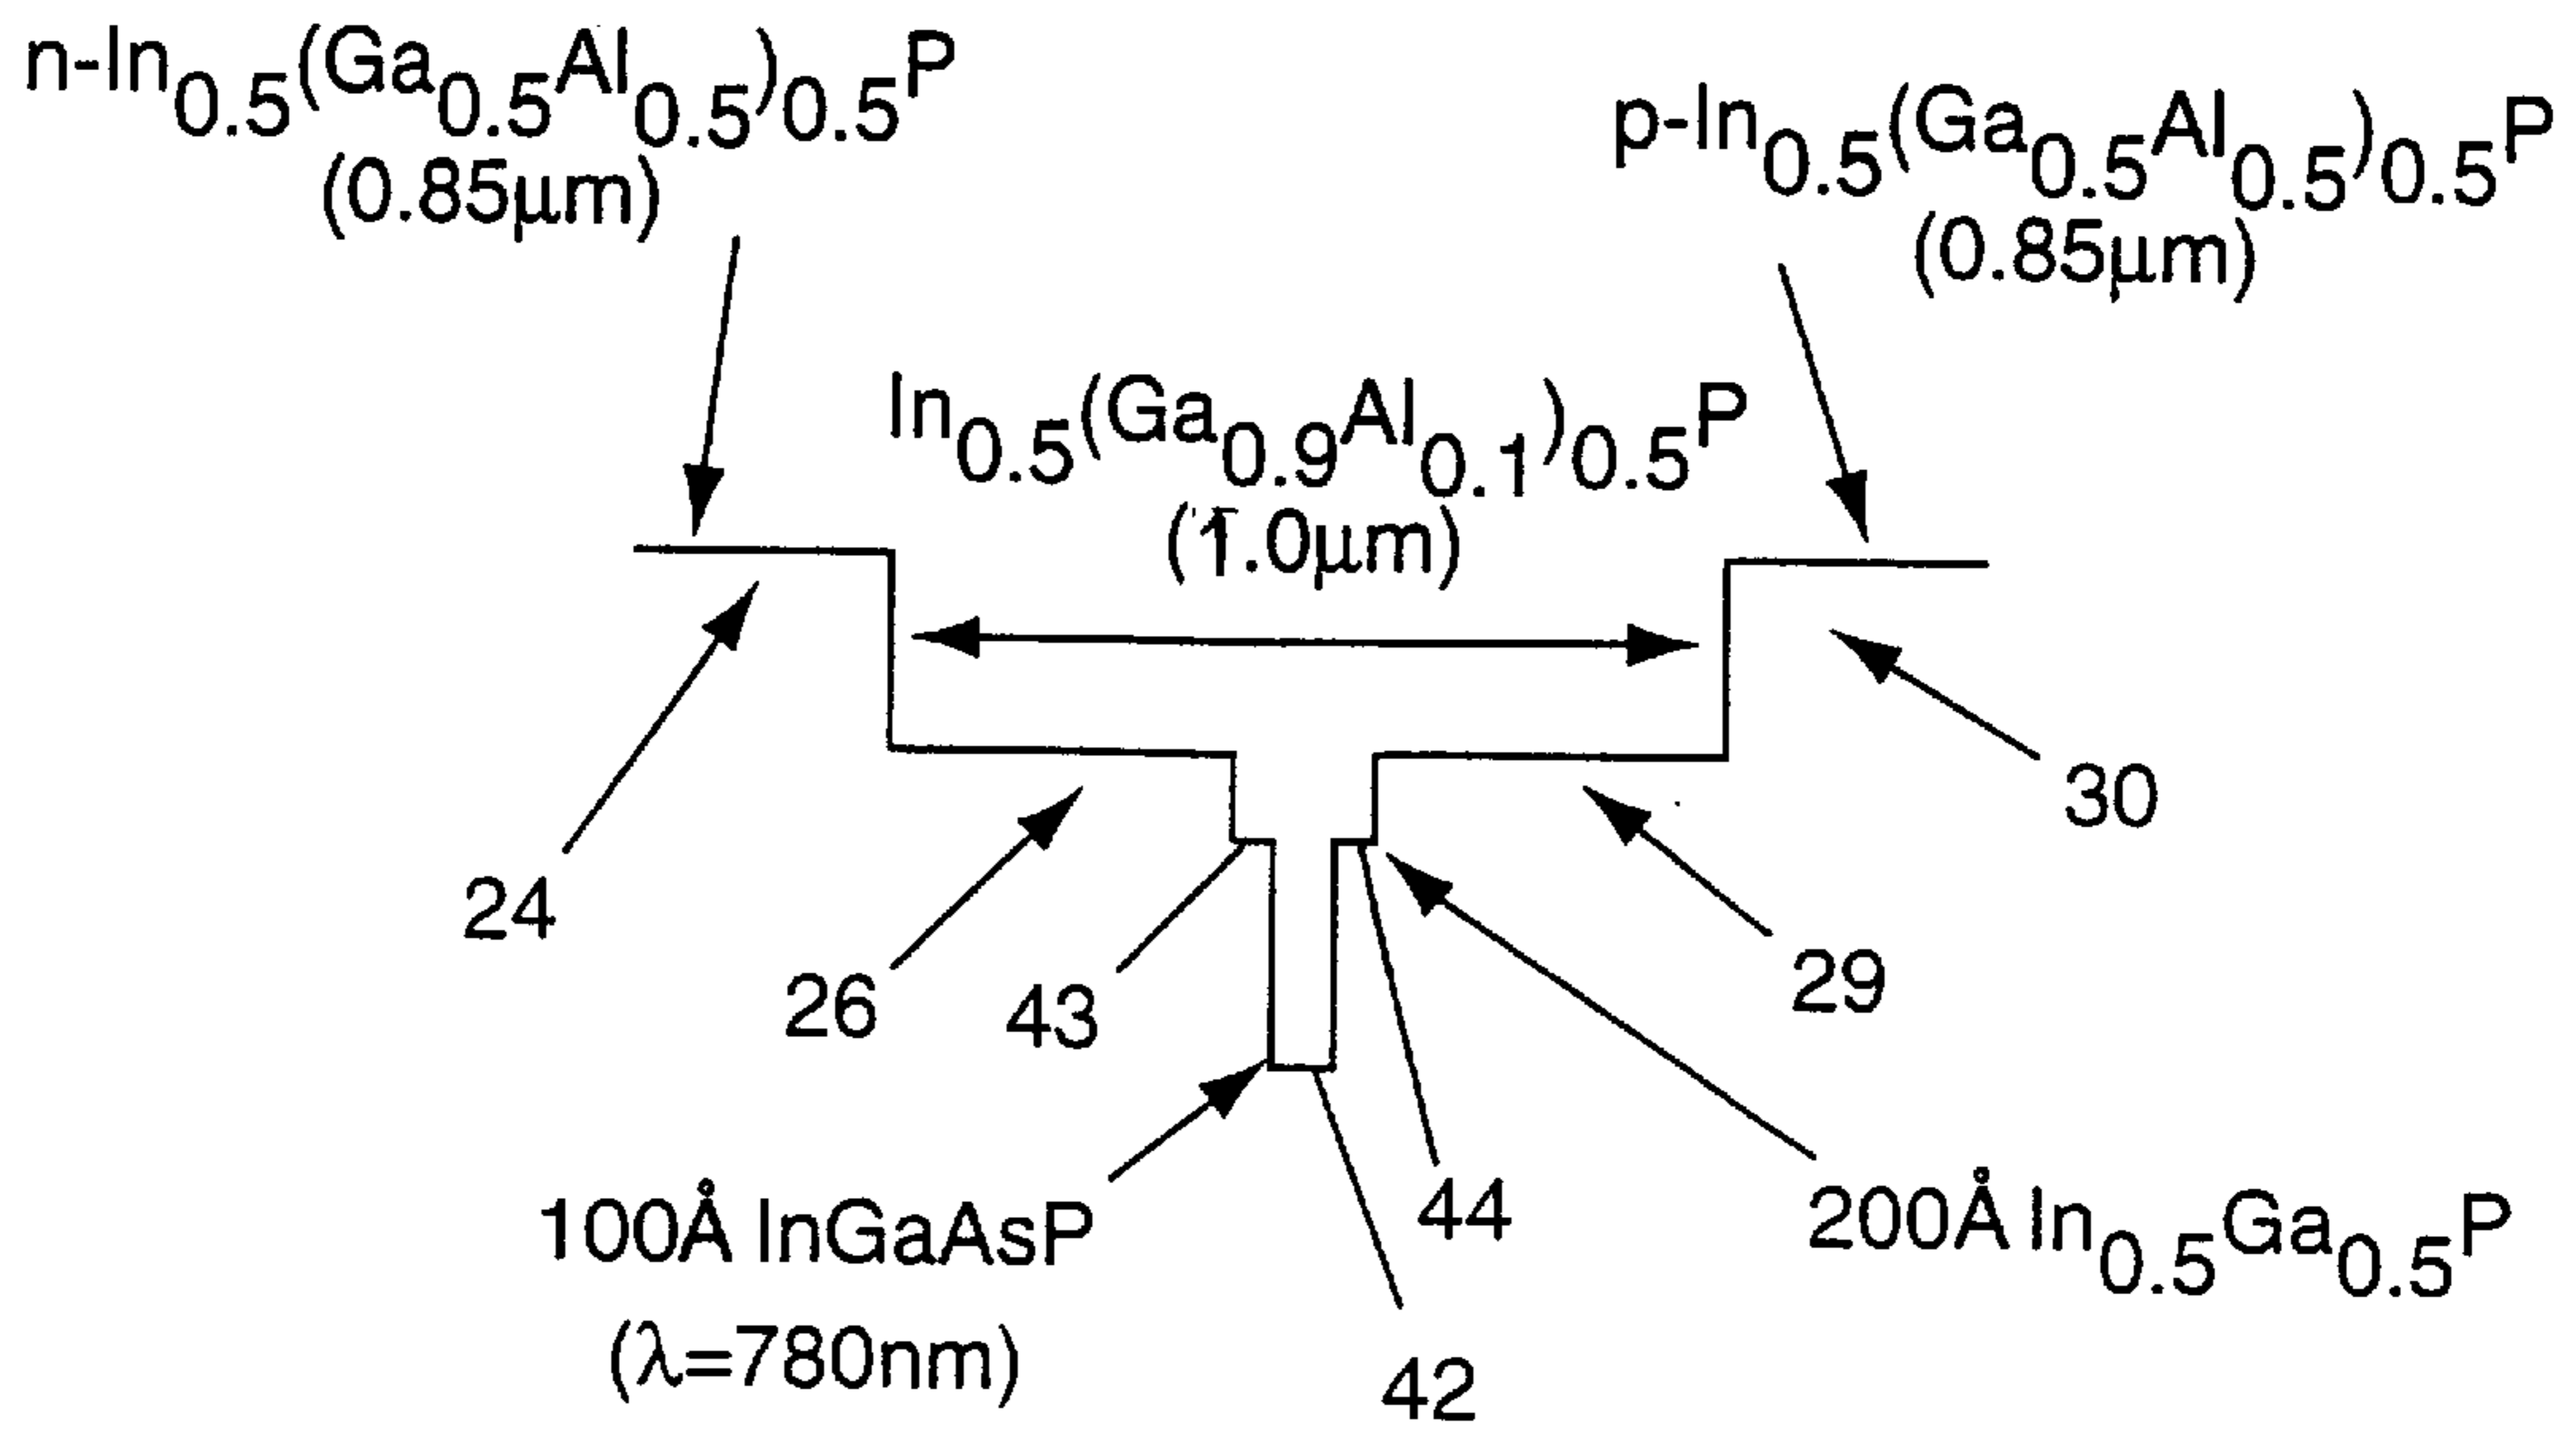 n-In0.5(Ga0.5Al0.5)0.5P
(0.85μm)
p-In0.5(Ga0.5Al0.5)0.5P
(0.85μm)
In0.5(Ga0.9Al0.1)0.5P
(1.0μm)
30
24
29
26
43
44
100Å InGaAsP
(λ=780nm)
200Å In0.5Ga0.5P
42